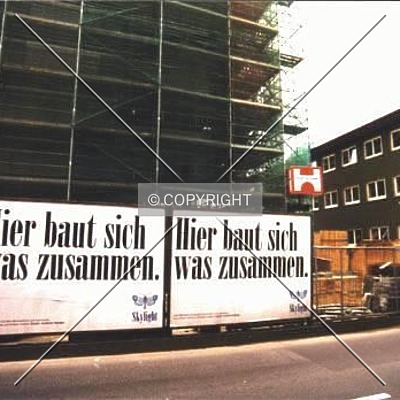 ©COPYRIGHT
Hier baut sich
was zusammen.
Skylight
Hier baut sich
was zusammen.
Skylight